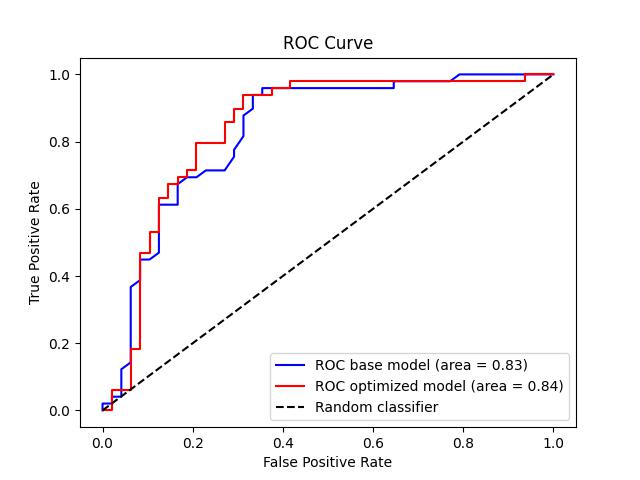 ROC Curve
1.0
0.8
0.6
0.4
0.2
0.0
True Positive Rate
ROC base model (area = 0.83)
ROC optimized model (area = 0.84)
Random classifier
0.0 0.2 0.4 0.6 0.8 1.0
False Positive Rate